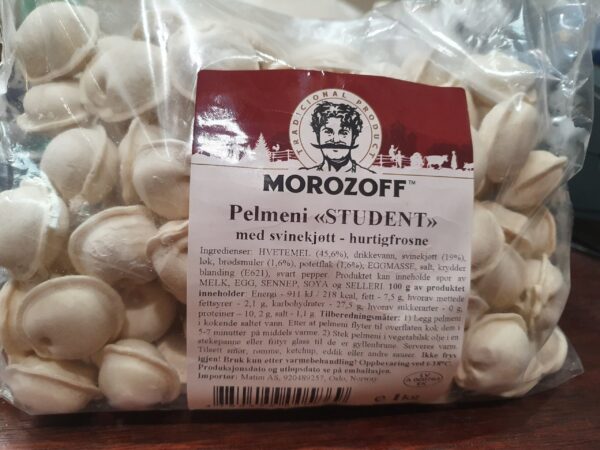 TRADICIONAL PRODUCT
MOROZOFF™
Pelmeni «STUDENT»
med svinekjøtt - hurtigfrosne
Ingredienser: HVETEMEL (45,6%), drikkevann, svinekjøtt (19%),
løk, brødsmuler (1,6%), potetflak (1,6%), EGGMASSE, salt, krydder
blanding (E621), svart pepper. Produktet kan inneholde spor av
MELK, EGG, SENNEP, SOYA og SELLERI. 100 g av produktet
inneholder: Energi - 911 kJ / 218 kcal, fett - 7,5 g, hvorav mettede
fettsyrer - 2,1 g, karbohydrater - 27,5 g, hvorav sukkerarter - 0 g,
proteiner - 10,2 g, salt - 1,1 g. Tilberedningsmåter: 1) Legg pelmeni
i kokende saltet vann. Etter at pelmeni flyter til overflaten kok dem i
5-7 minutter på middels varme. 2) Stek pelmeni i vegetabilsk olje i en
stekepanne eller frityr glass til de er gyllenbrune. Serveres varm.
Tilsett smør, rømme, ketchup, eddik eller andre sauser. Ikke frys
igjen! Bruk kun etter varmebehandling! Oppbevaring ved ≤-18°C.
Produksjonsdato og utløpsdato se på emballasjen.
Importør: Matini AS, 920489257, Oslo, Norway
LV
EK
e 1 kg